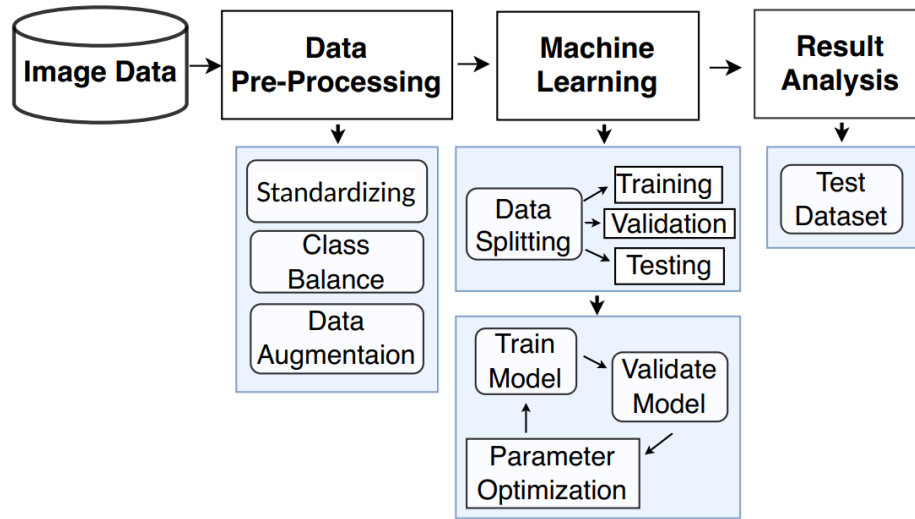 Image Data
Data
Pre-Processing
Machine
Learning
Result
Analysis
Standardizing
Class
Balance
Data
Augmentaion
Data
Splitting
Training
Validation
Testing
Train
Model
Validate
Model
Parameter
Optimization
Test
Dataset